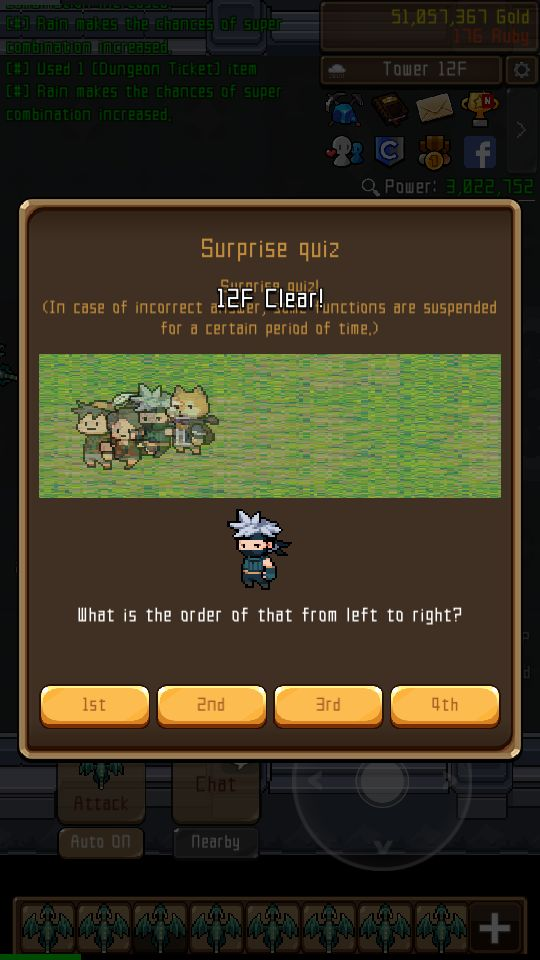 [#] Rain makes the chances of super
combination increased.
[#] Used 1 [Dungeon Ticket] item
[#] Rain makes the chances of super
combination increased.
51,057,367 Gold
176 Ruby
Tower 12F
Power: 3,022,752
Surprise quiz
Surprise quiz!
12F Clear!
(In case of incorrect answer, some functions are suspended
for a certain period of time.)
What is the order of that from left to right?
1st 2nd 3rd 4th
Attack Chat
Auto ON Nearby